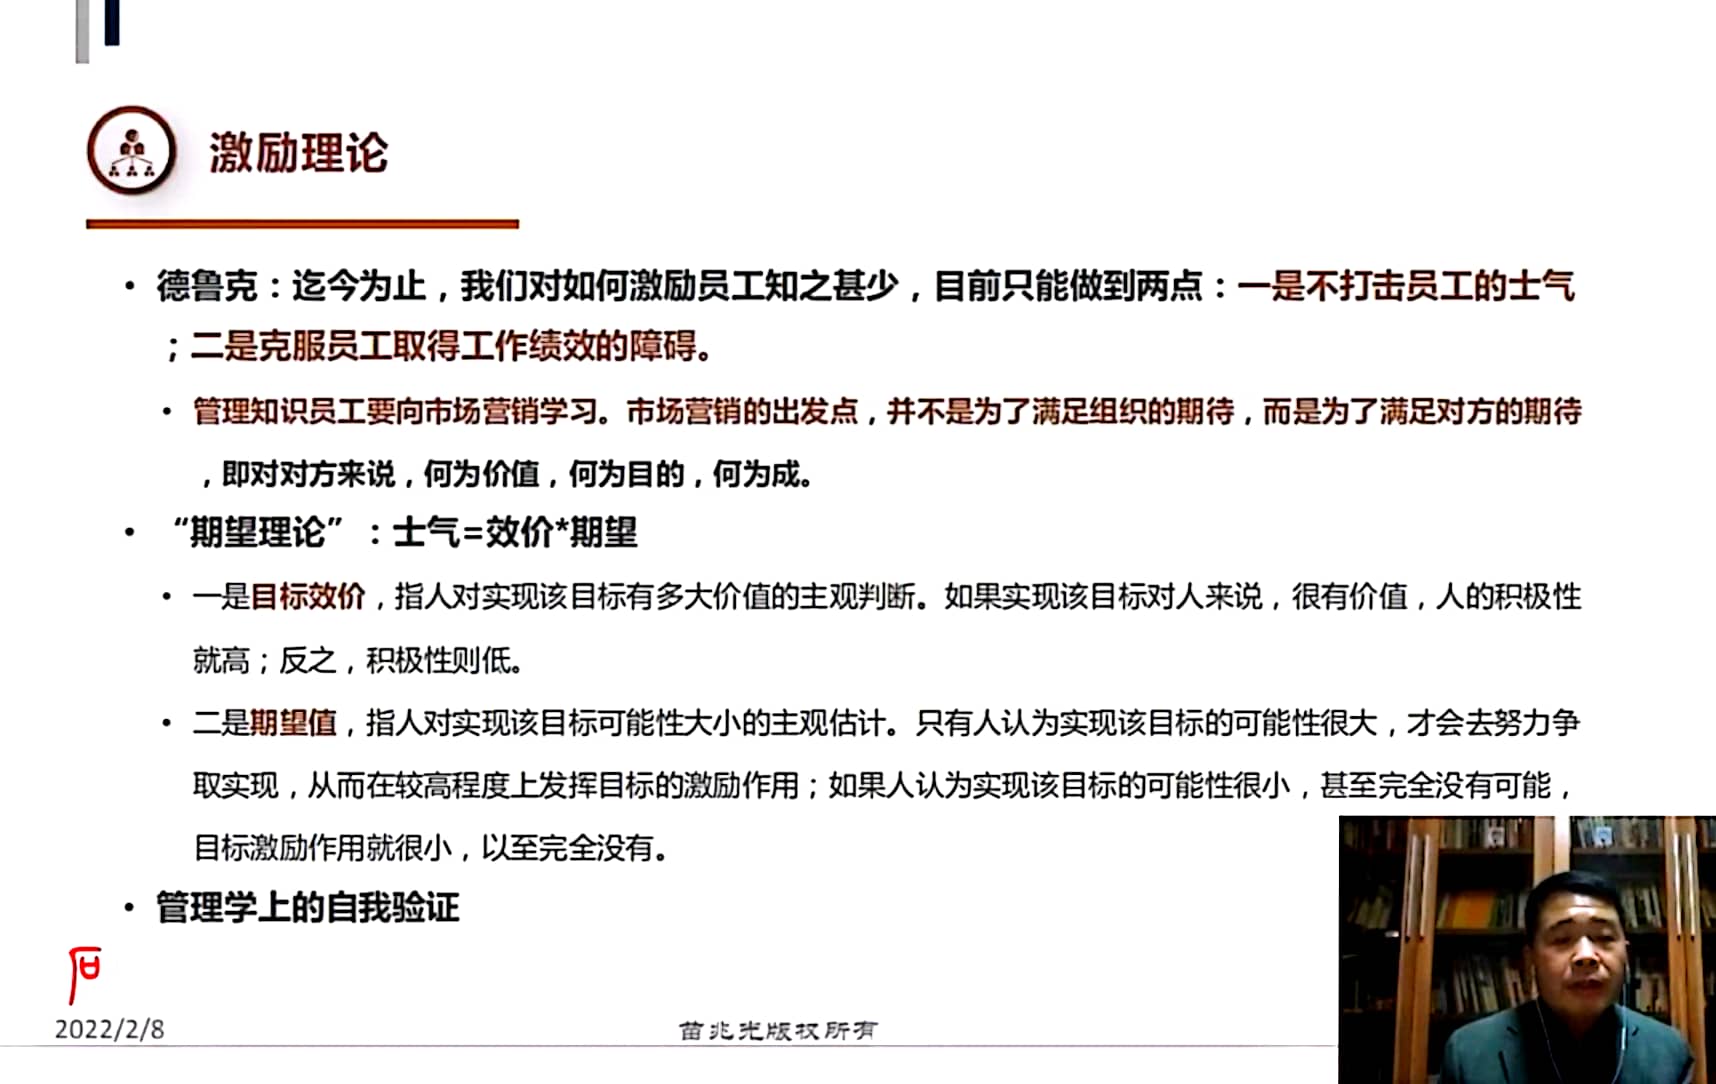 激励理论
• 德鲁克：迄今为止，我们对如何激励员工知之甚少，目前只能做到两点：一是不打击员工的士气
；二是克服员工取得工作绩效的障碍。
• 管理知识员工要向市场营销学习。市场营销的出发点，并不是为了满足组织的期待，而是为了满足对方的期待
，即对对方来说，何为价值，何为目的，何为成。
• “期望理论”：士气=效价*期望
• 一是目标效价，指人对实现该目标有多大价值的主观判断。如果实现该目标对人来说，很有价值，人的积极性
就高；反之，积极性则低。
• 二是期望值，指人对实现该目标可能性大小的主观估计。只有人认为实现该目标的可能性很大，才会去努力争
取实现，从而在较高程度上发挥目标的激励作用；如果人认为实现该目标的可能性很小，甚至完全没有可能，
目标激励作用就很小，以至完全没有。
• 管理学上的自我验证
2022/2/8
苗兆光版权所有